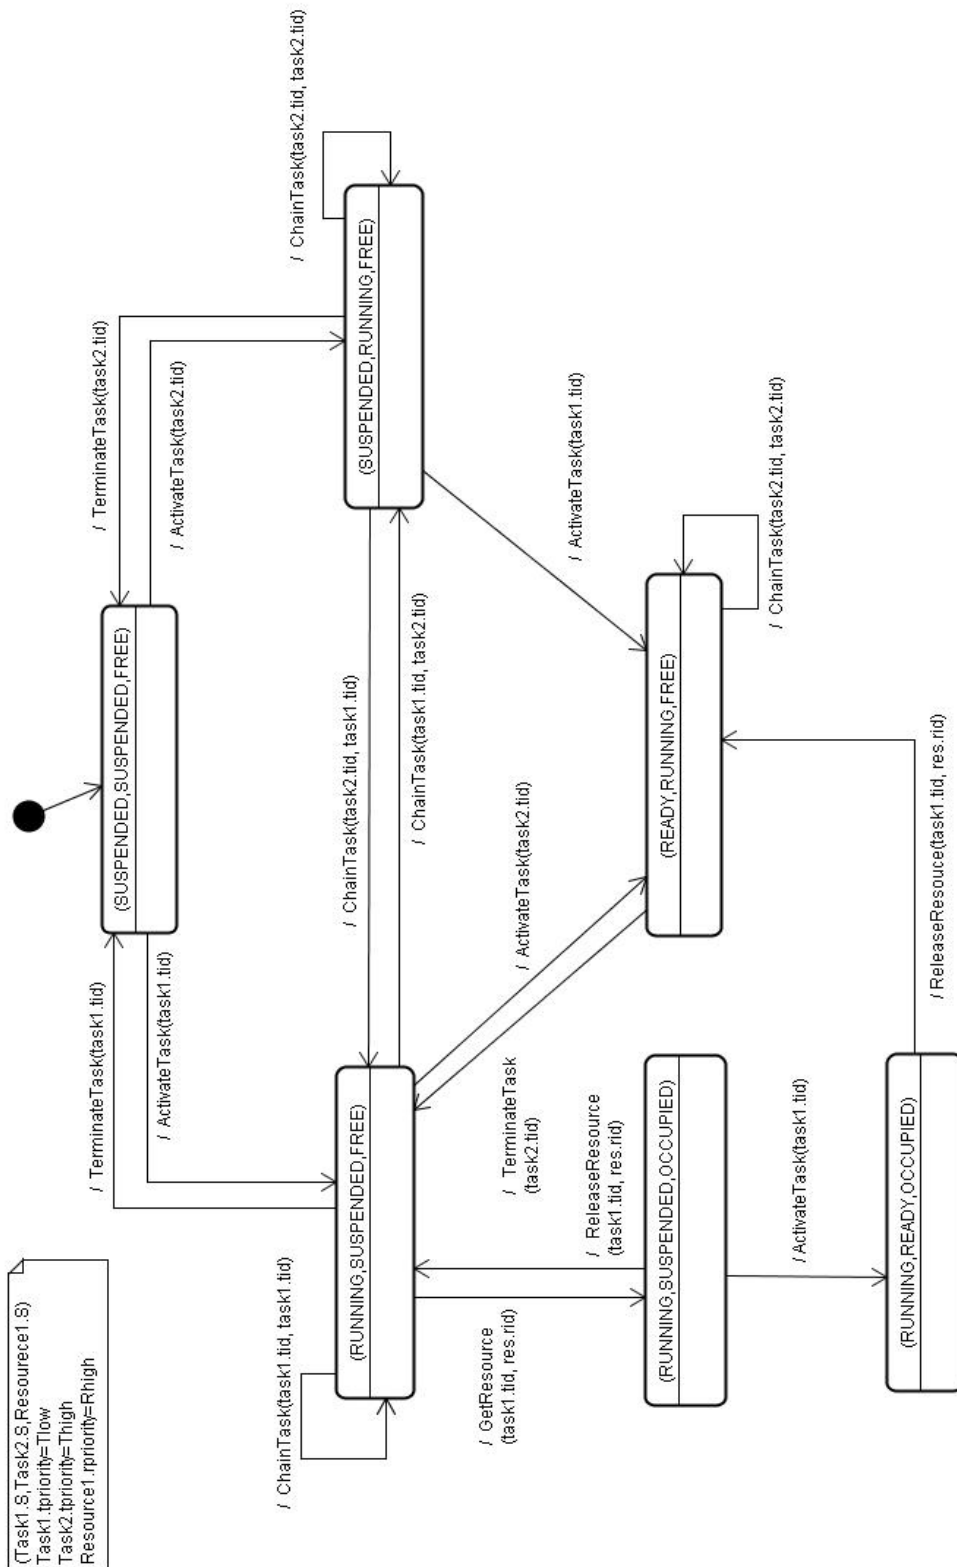 (Task1.S,Task2.S,Resourece1.S)
Task1.tpriority=Tlow
Task2.tpriority=Thigh
Resource1.rpriority=Rhigh
/ TerminateTask(task1.tid)
/ ActivateTask(task1.tid)
(SUSPENDED,SUSPENDED,FREE)
/ TerminateTask(task2.tid)
/ ActivateTask(task2.tid)
/ ChainTask(task1.tid, task1.tid)
(RUNNING,SUSPENDED,FREE)
/ ChainTask(task2.tid, task1.tid)
/ ChainTask(task1.tid, task2.tid)
(SUSPENDED,RUNNING,FREE)
/ ChainTask(task2.tid, task2.tid)
/ GetResource
(task1.tid, res.rid)
/ ReleaseResource
(task1.tid, res.rid)
/ TerminateTask
(task2.tid)
/ ActivateTask(task2.tid)
/ ActivateTask(task1.tid)
(RUNNING,SUSPENDED,OCCUPIED)
(READY,RUNNING,FREE)
/ ChainTask(task2.tid, task2.tid)
/ ActivateTask(task1.tid)
(RUNNING,READY,OCCUPIED)
/ ReleaseResouce(task1.tid, res.rid)